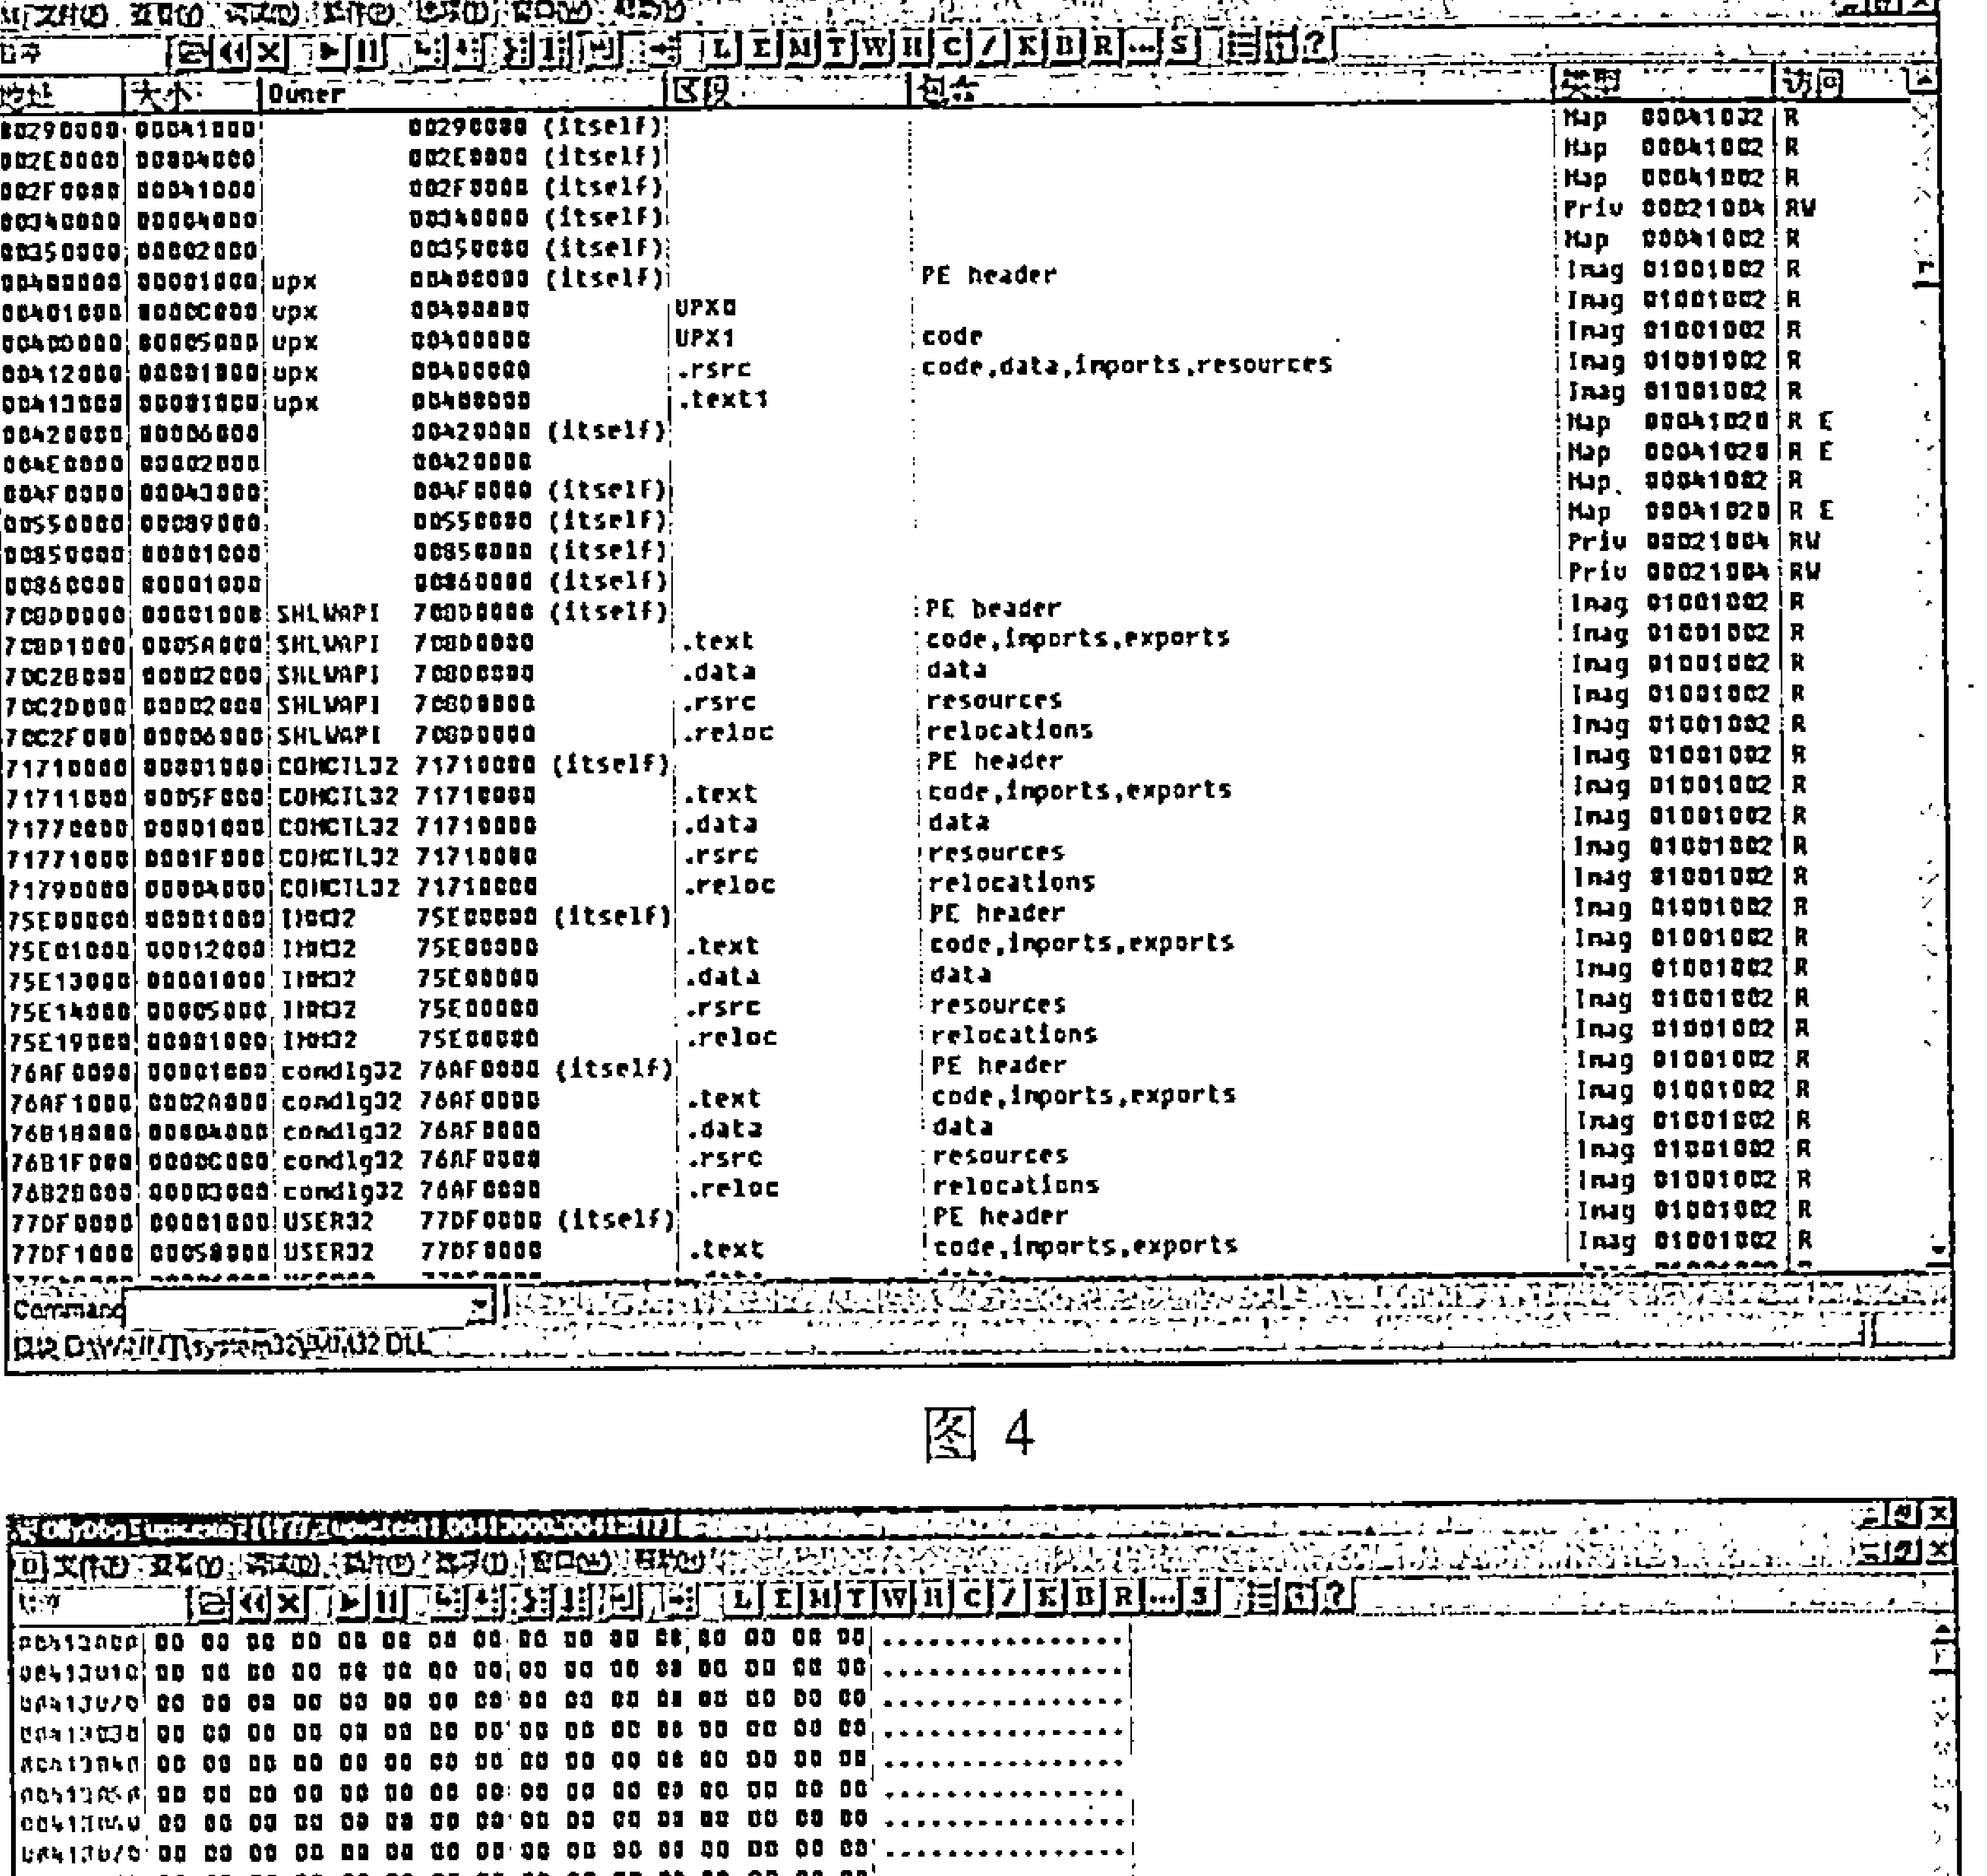 L E M T W H C / K B R ... S ?
地址 大小 Owner 区段 包含 类型 访问
00290000 00041000 00290000 (itself) Map 00041002 R
002E0000 00004000 002E0000 (itself) Map 00041002 R
002F0000 00041000 002F0000 (itself) Map 00041002 R
00340000 00004000 00340000 (itself) Priv 00021004 RW
00350000 00002000 00350000 (itself) Map 00041002 R
00400000 00001000 upx 00400000 (itself) PE header Imag 01001002 R
00401000 0000C000 upx 00400000 UPX0 Imag 01001002 R
0040D000 00005000 upx 00400000 UPX1 code Imag 01001002 R
00412000 00001000 upx 00400000 .rsrc code,data,imports,resources Imag 01001002 R
00413000 00001000 upx 00400000 .text1 Imag 01001002 R
00420000 00006000 00420000 (itself) Map 00041020 R E
004E0000 00002000 00420000 Map 00041020 R E
004F0000 00043000 004F0000 (itself) Map 00041002 R
00550000 00089000 00550000 (itself) Map 00041020 R E
00850000 00001000 00850000 (itself) Priv 00021004 RW
00860000 00001000 00860000 (itself) Priv 00021004 RW
SHLWAPI (itself) PE header Imag 01001002 R
SHLWAPI .text code,imports,exports Imag 01001002 R
SHLWAPI .data data Imag 01001002 R
SHLWAPI .rsrc resources Imag 01001002 R
SHLWAPI .reloc relocations Imag 01001002 R
71710000 00001000 COMCTL32 71710000 (itself) PE header Imag 01001002 R
71711000 0005F000 COMCTL32 71710000 .text code,imports,exports Imag 01001002 R
71770000 00001000 COMCTL32 71710000 .data data Imag 01001002 R
71771000 0001F000 COMCTL32 71710000 .rsrc resources Imag 01001002 R
71790000 00004000 COMCTL32 71710000 .reloc relocations Imag 01001002 R
75E00000 00001000 IMM32 75E00000 (itself) PE header Imag 01001002 R
75E01000 00012000 IMM32 75E00000 .text code,imports,exports Imag 01001002 R
75E13000 00001000 IMM32 75E00000 .data data Imag 01001002 R
75E14000 00005000 IMM32 75E00000 .rsrc resources Imag 01001002 R
75E19000 00001000 IMM32 75E00000 .reloc relocations Imag 01001002 R
76AF0000 00001000 comdlg32 76AF0000 (itself) PE header Imag 01001002 R
76AF1000 0002A000 comdlg32 76AF0000 .text code,imports,exports Imag 01001002 R
76B1B000 00004000 comdlg32 76AF0000 .data data Imag 01001002 R
76B1F000 0000C000 comdlg32 76AF0000 .rsrc resources Imag 01001002 R
76B2B000 00003000 comdlg32 76AF0000 .reloc relocations Imag 01001002 R
77DF0000 00001000 USER32 77DF0000 (itself) PE header Imag 01001002 R
77DF1000 USER32 77DF0000 .text code,imports,exports Imag 01001002 R
Command
图 4
L E M T W H C / K B R ... S ?
00413000 00 00 00 00 00 00 00 00 00 00 00 00 00 00 00 00 ................
00413010 00 00 00 00 00 00 00 00 00 00 00 00 00 00 00 00 ................
00413020 00 00 00 00 00 00 00 00 00 00 00 00 00 00 00 00 ................
00413030 00 00 00 00 00 00 00 00 00 00 00 00 00 00 00 00 ................
00413040 00 00 00 00 00 00 00 00 00 00 00 00 00 00 00 00 ................
00413050 00 00 00 00 00 00 00 00 00 00 00 00 00 00 00 00 ................
00413060 00 00 00 00 00 00 00 00 00 00 00 00 00 00 00 00 ................
00413070 00 00 00 00 00 00 00 00 00 00 00 00 00 00 00 00 ................